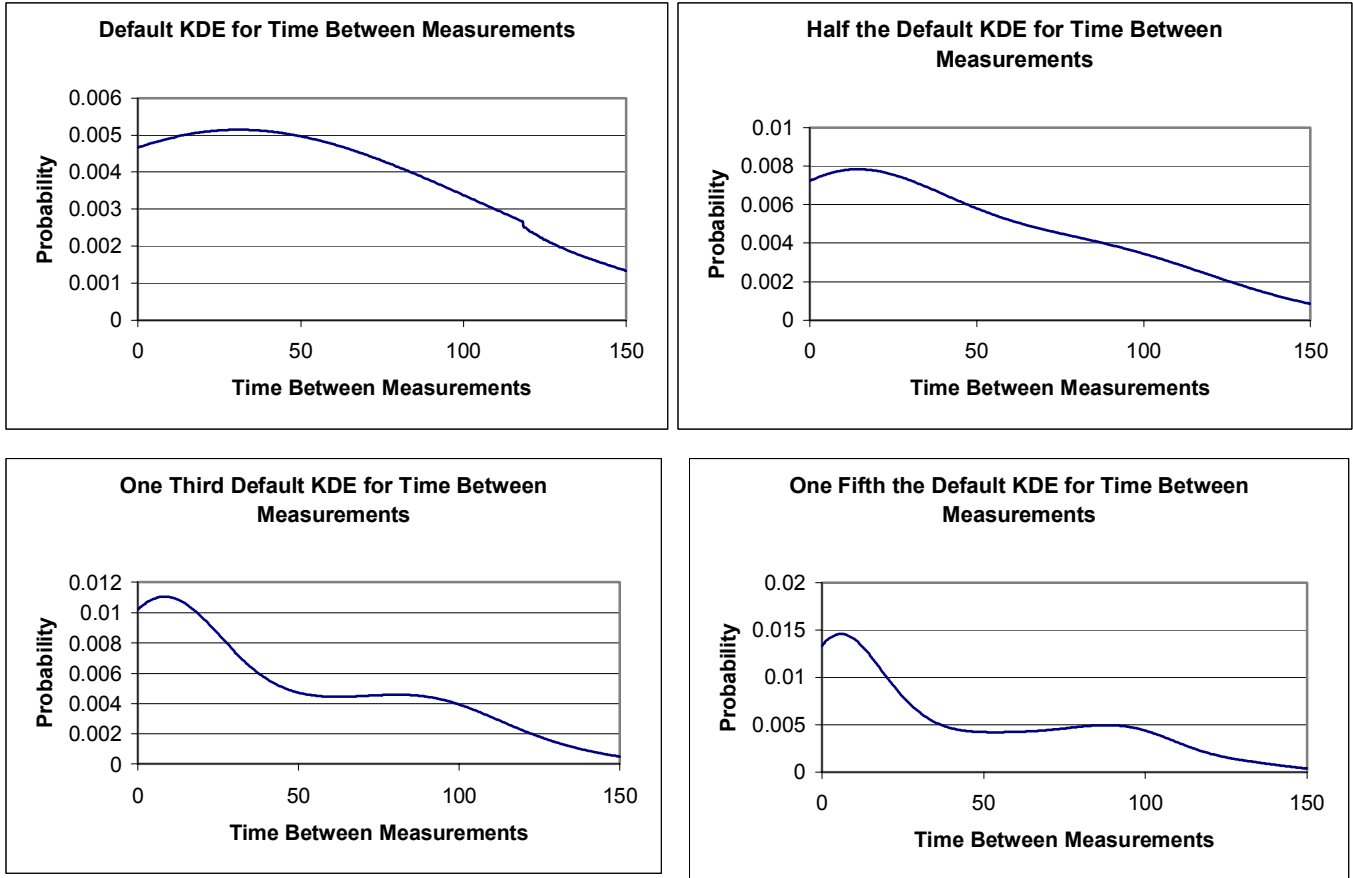 Default KDE for Time Between Measurements
0.006
0.005
0.004
0.003
0.002
0.001
0
Probability
0 50 100 150
Time Between Measurements
Half the Default KDE for Time Between
Measurements
0.01
0.008
0.006
0.004
0.002
0
Probability
0 50 100 150
Time Between Measurements
One Third Default KDE for Time Between
Measurements
0.012
0.01
0.008
0.006
0.004
0.002
0
Probability
0 50 100 150
Time Between Measurements
One Fifth the Default KDE for Time Between
Measurements
0.02
0.015
0.01
0.005
0
Probability
0 50 100 150
Time Between Measurements